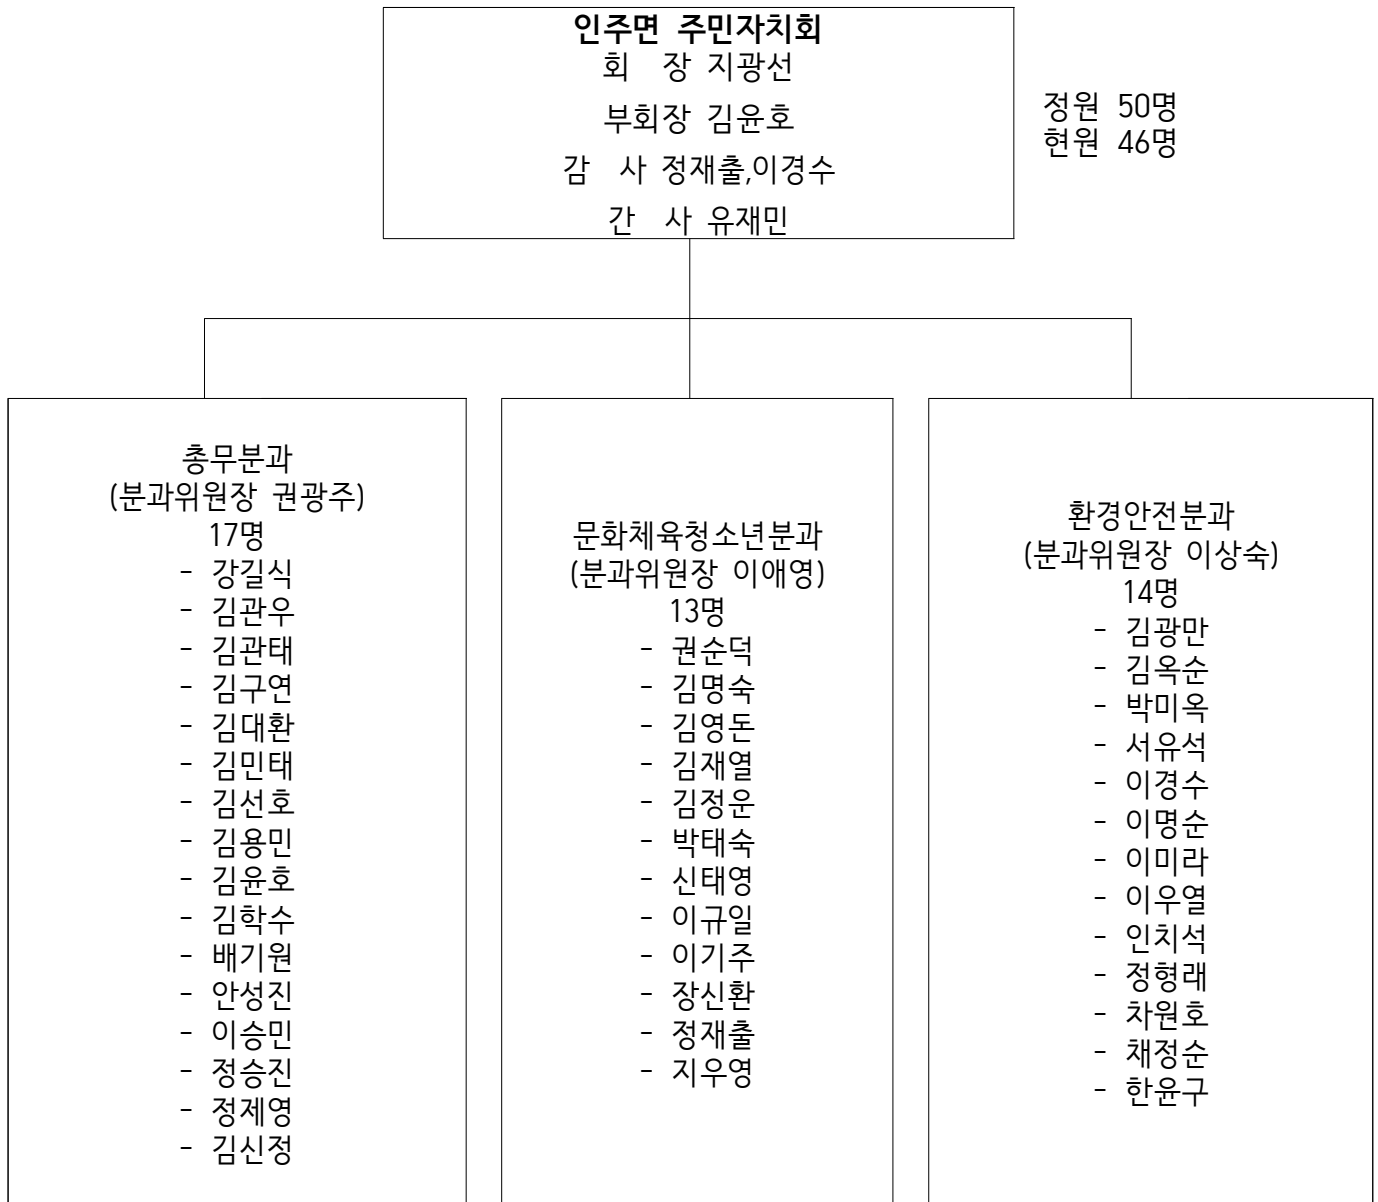 인주면 주민자치회
회 장 지광선
부회장 김윤호
감 사 정재출,이경수
간 사 유재민
정원 50명
현원 46명
총무분과
(분과위원장 권광주)
17명
- 강길식
- 김관우
- 김관태
- 김구연
- 김대환
- 김민태
- 김선호
- 김용민
- 김윤호
- 김학수
- 배기원
- 안성진
- 이승민
- 정승진
- 정제영
- 김신정
문화체육청소년분과
(분과위원장 이애영)
13명
- 권순덕
- 김명숙
- 김영돈
- 김재열
- 김정운
- 박태숙
- 신태영
- 이규일
- 이기주
- 장신환
- 정재출
- 지우영
환경안전분과
(분과위원장 이상숙)
14명
- 김광만
- 김옥순
- 박미옥
- 서유석
- 이경수
- 이명순
- 이미라
- 이우열
- 인치석
- 정형래
- 차원호
- 채정순
- 한윤구